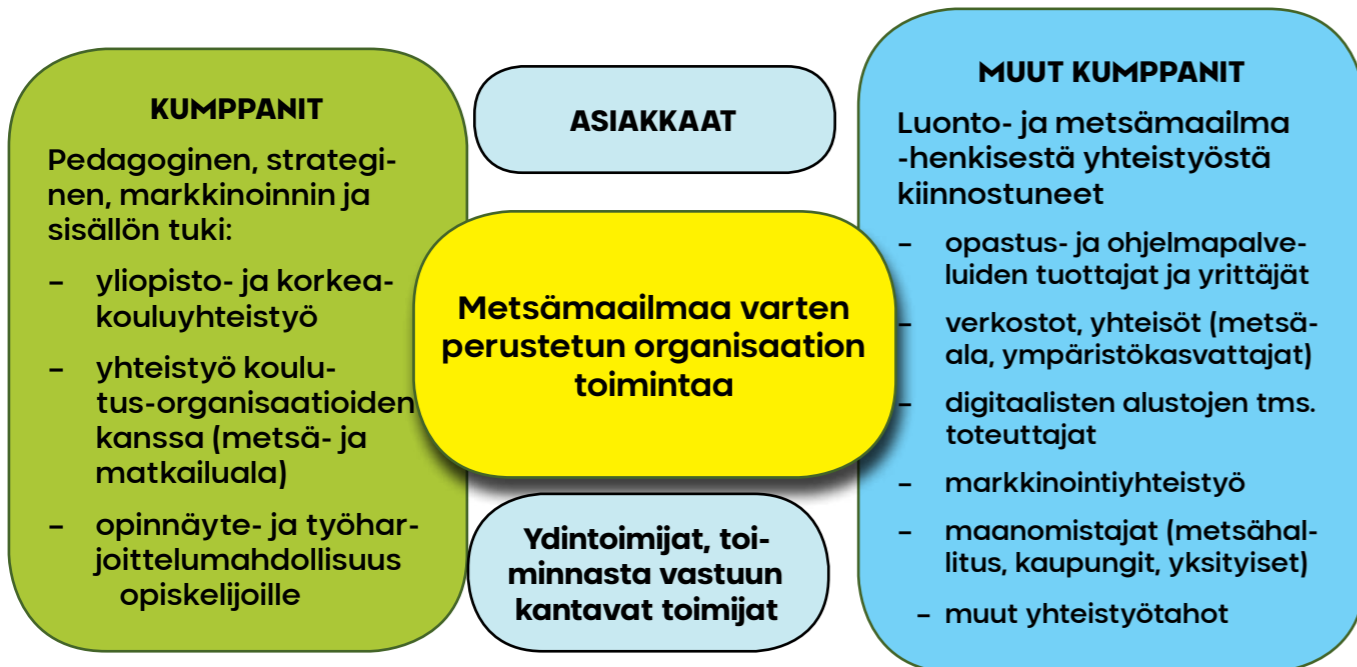 KUMPPANIT
Pedagoginen, strategi-
nen, markkinoinnin ja
sisällön tuki:
– yliopisto- ja korkea-
kouluyhteistyö
– yhteistyö koulu-
tus-organisaatioiden
kanssa (metsä- ja
matkailuala)
– opinnäyte- ja työhar-
joittelumahdollisuus
opiskelijoille
ASIAKKAAT
Metsämaailmaa varten
perustetun organisaation
toimintaa
Ydintoimijat, toi-
minnasta vastuun
kantavat toimijat
MUUT KUMPPANIT
Luonto- ja metsämaailma
-henkisestä yhteistyöstä
kiinnostuneet
– opastus- ja ohjelmapalve-
luiden tuottajat ja yrittäjät
– verkostot, yhteisöt (metsä-
ala, ympäristökasvattajat)
– digitaalisten alustojen tms.
toteuttajat
– markkinointiyhteistyö
– maanomistajat (metsähal-
litus, kaupungit, yksityiset)
– muut yhteistyötahot